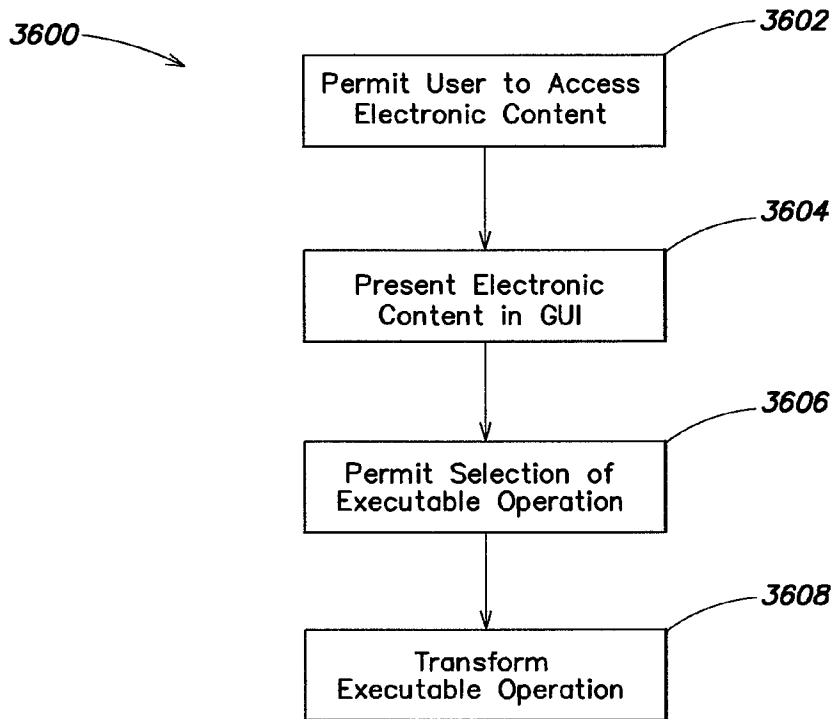 3600
3602
Permit User to Access
Electronic Content
3604
Present Electronic
Content in GUI
3606
Permit Selection of
Executable Operation
3608
Transform
Executable Operation